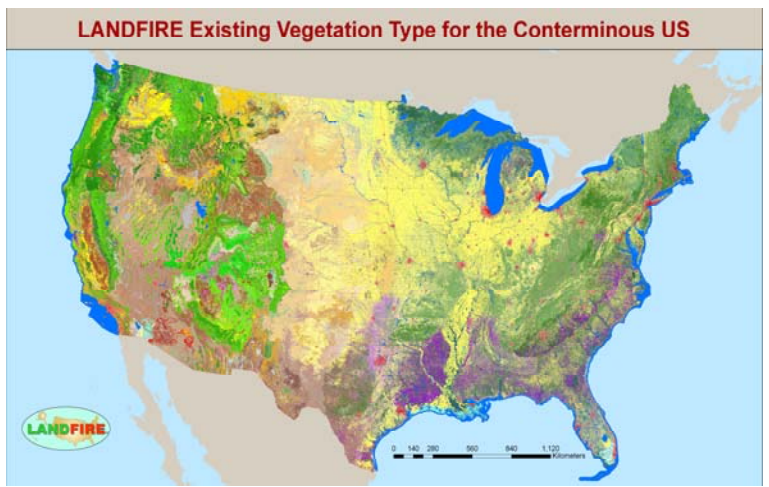 LANDFIRE Existing Vegetation Type for the Conterminous US
LANDFIRE
0 140 280 560 840 1,120
Kilometers